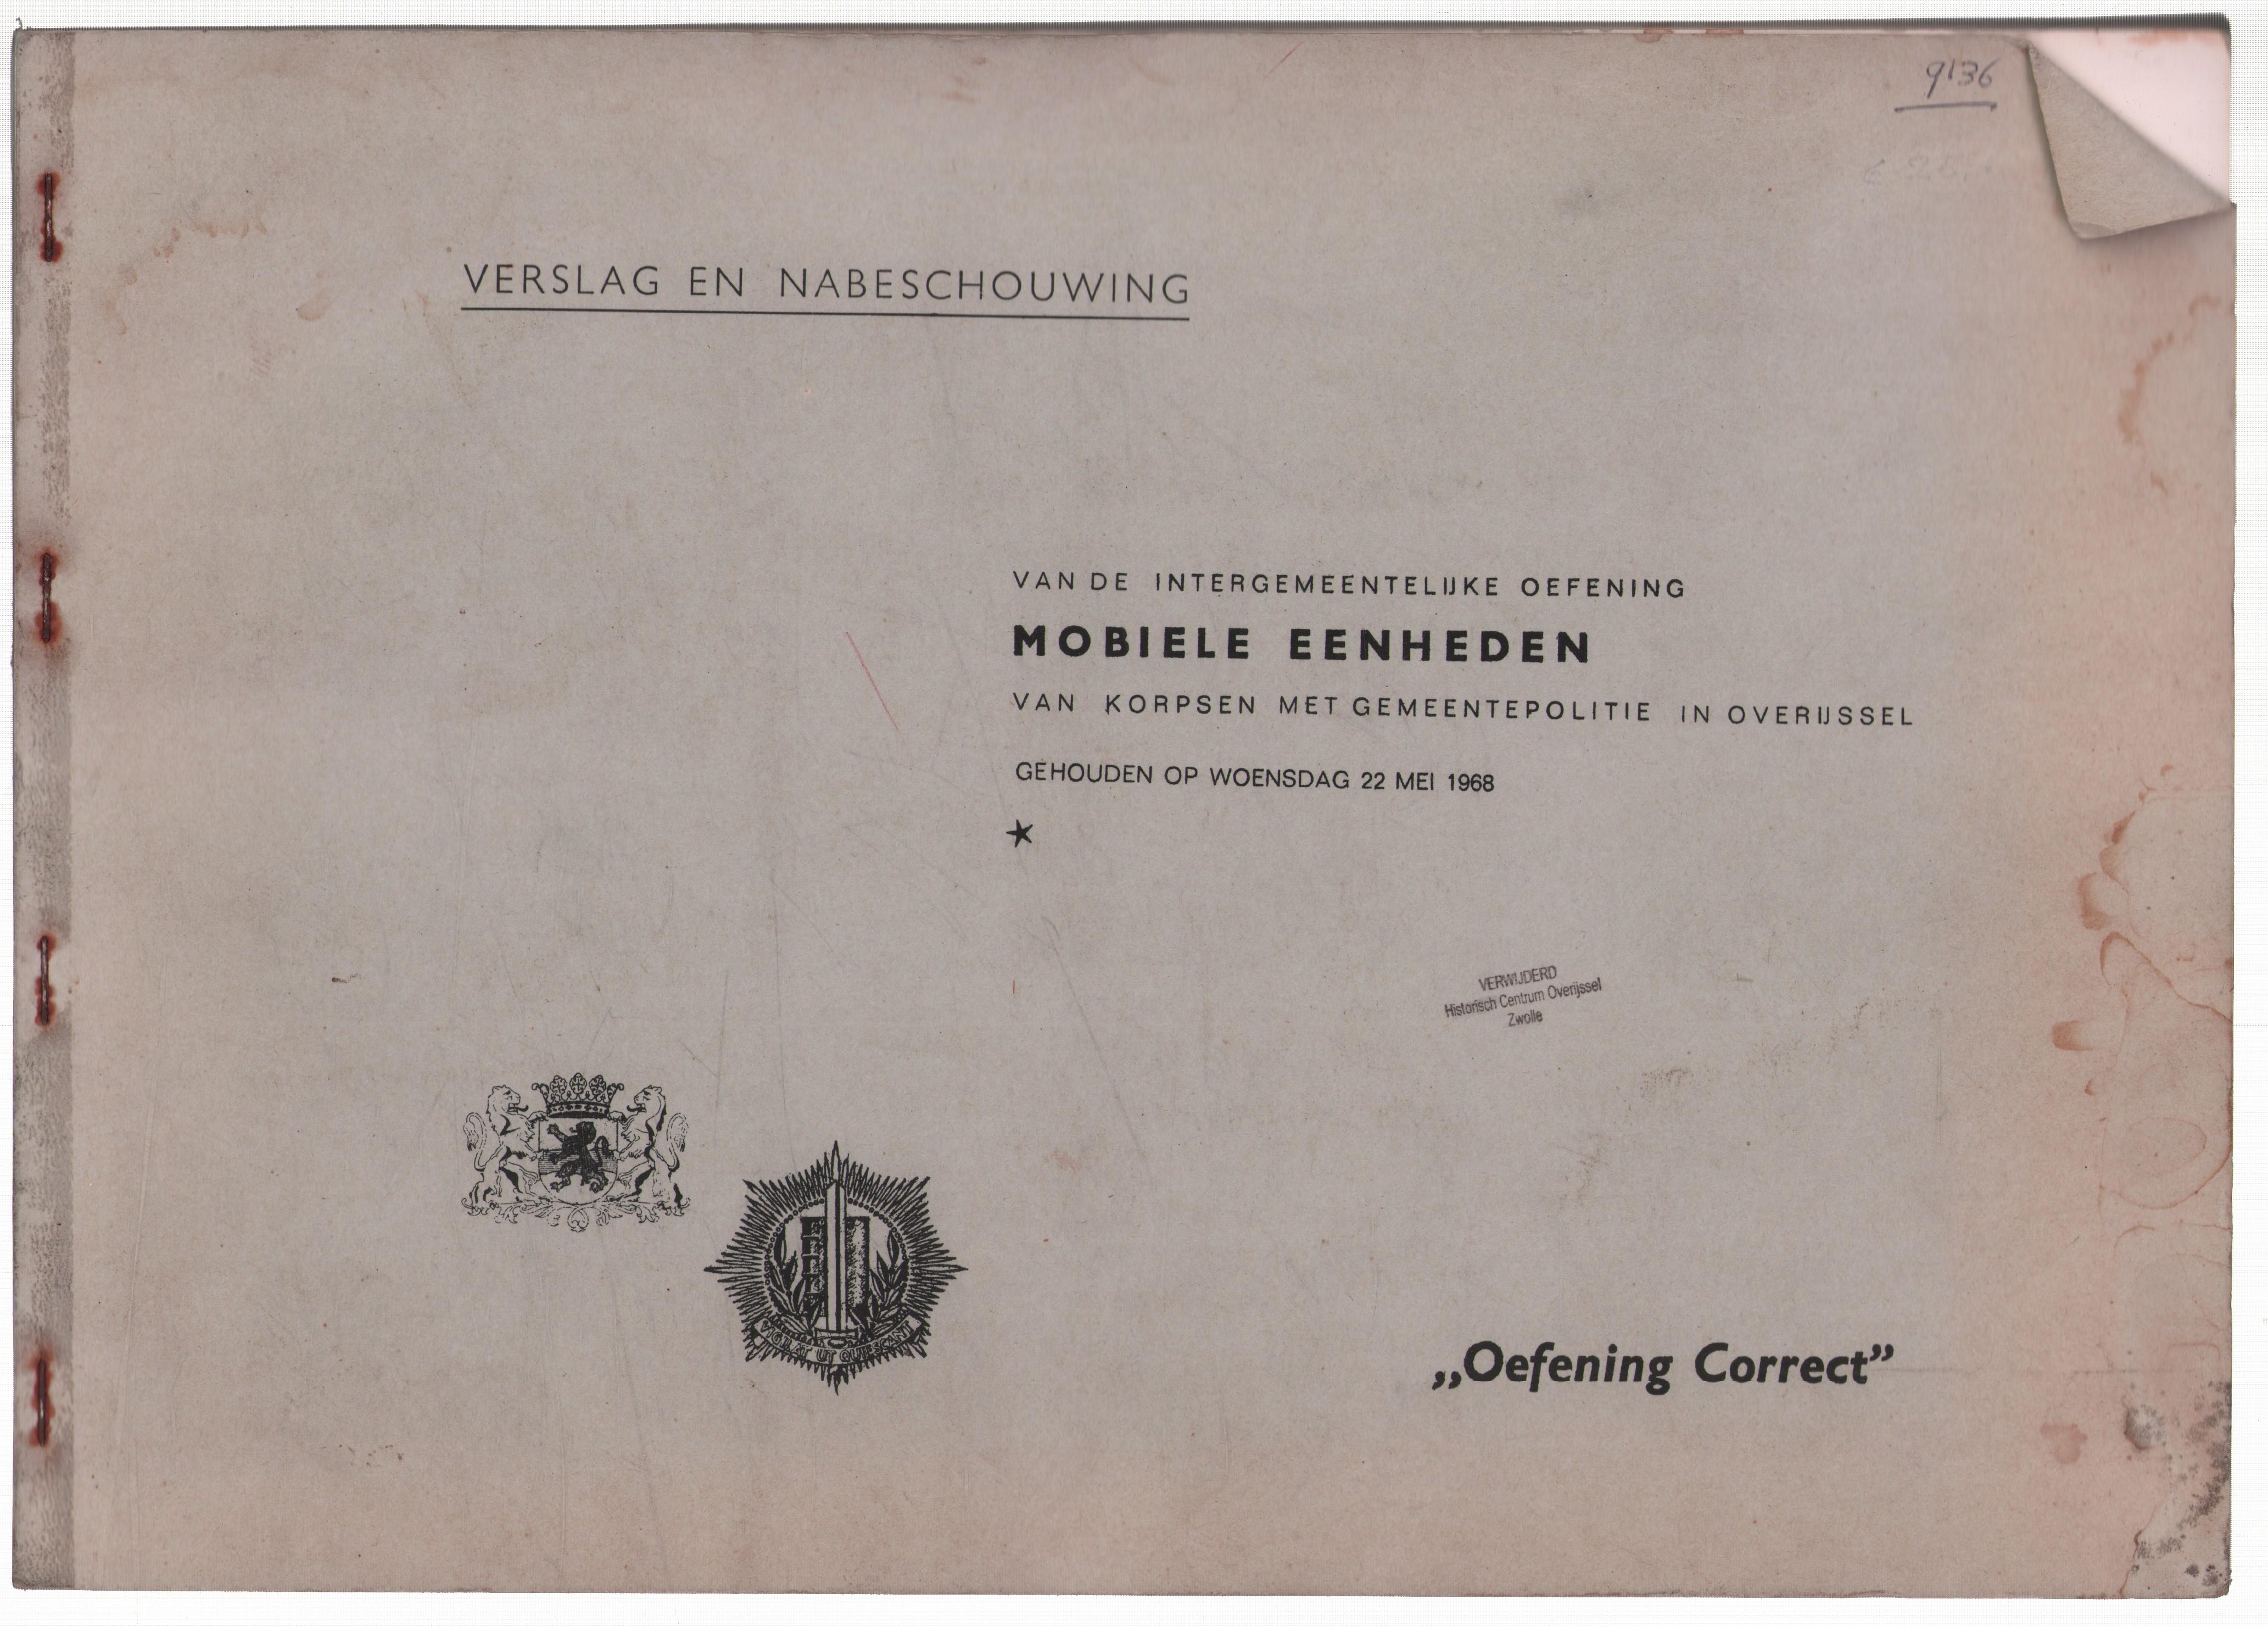 9136
VERSLAG EN NABESCHOUWING
VAN DE INTERGEMEENTELIJKE OEFENING
MOBIELE EENHEDEN
VAN KORPSEN MET GEMEENTEPOLITIE IN OVERIJSSEL
GEHOUDEN OP WOENSDAG 22 MEI 1968
VERWIJDERD
Historisch Centrum Overijssel
Zwolle
VIGILAT UT QUIESCANT
„Oefening Correct”